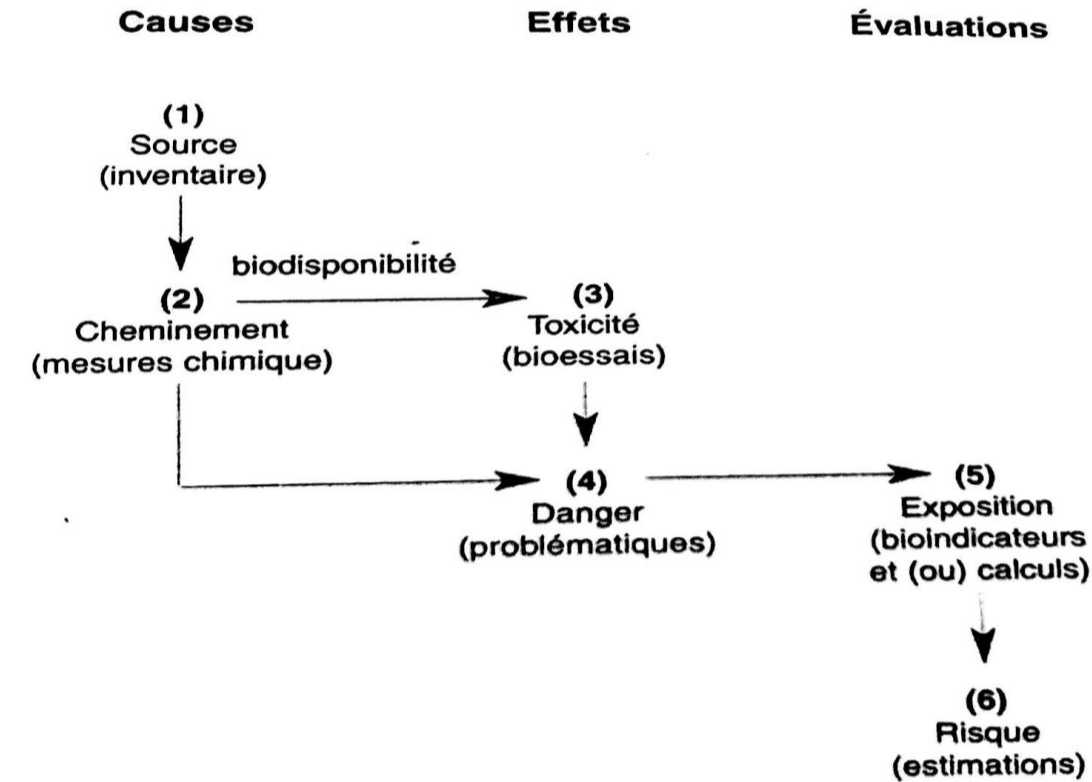 Causes
Effets
Évaluations
(1)
Source
(inventaire)
biodisponibilité
(2)
Cheminement
(mesures chimique)
(3)
Toxicité
(bioessais)
(4)
Danger
(problématiques)
(5)
Exposition
(bioindicateurs
et (ou) calculs)
(6)
Risque
(estimations)